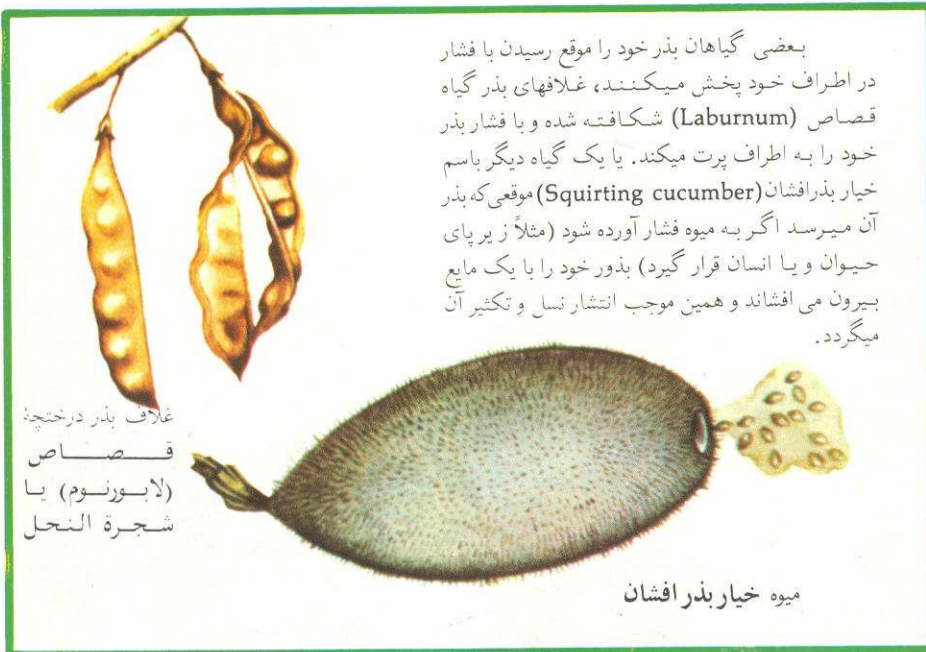 بعضی گیاهان بذر خود را موقع رسیدن با فشار
در اطراف خود پخش میکنند، غلافهای بذر گیاه
قصاص (Laburnum) شکافته شده و با فشار بذر
خود را به اطراف پرت میکند. یا یک گیاه دیگر باسم
خیار بذرافشان (Squirting cucumber) موقعی که بذر
آن میرسد اگر به میوه فشار آورده شود (مثلاً زیر پای
حیوان و یا انسان قرار گیرد) بذور خود را با یک مایع
بیرون می افشاند و همین موجب انتشار نسل و تکثیر آن
میگردد.
غلاف بذر درختچهٔ
قصاص
(لابورنوم) یا
شجرة النحل
میوه خیار بذر افشان